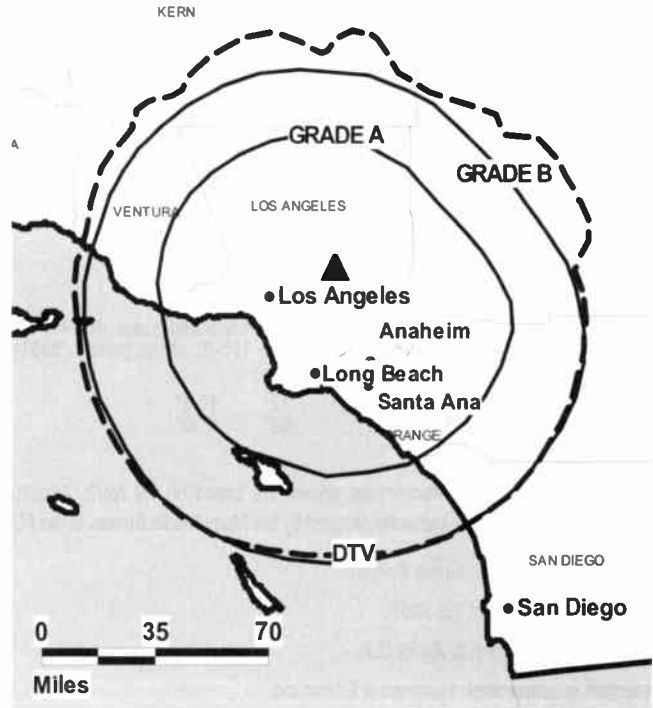 KERN
GRADE A
GRADE B
A
VENTURA
LOS ANGELES
Los Angeles
Anaheim
Long Beach
Santa Ana
DTV
SAN DIEGO
San Diego
0 35 70
Miles